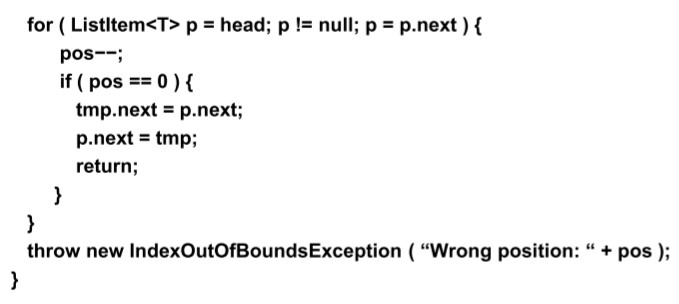 for ( ListItem<T> p = head; p != null; p = p.next ) {
pos--;
if ( pos == 0 ) {
tmp.next = p.next;
p.next = tmp;
return;
}
}
throw new IndexOutOfBoundsException ( “Wrong position: “ + pos );
}